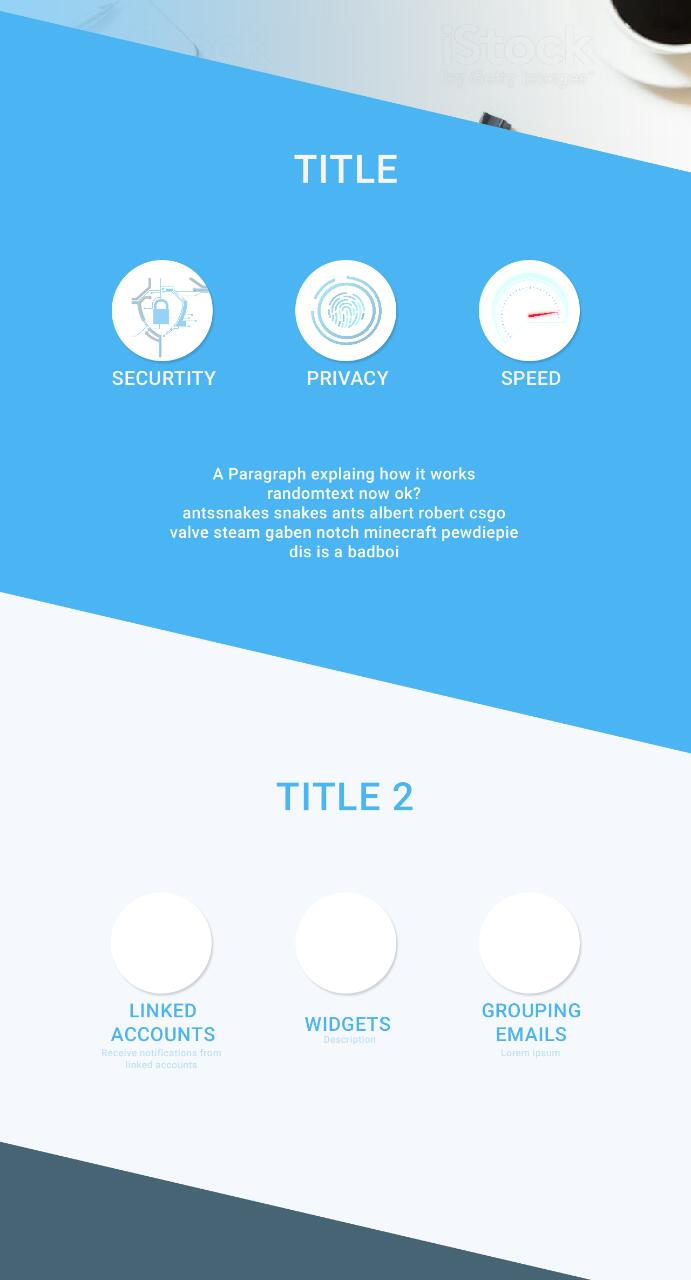 iStock
by Getty Images™
TITLE
SECURTITY
PRIVACY
SPEED
A Paragraph explaing how it works
randomtext now ok?
antssnakes snakes ants albert robert csgo
valve steam gaben notch minecraft pewdiepie
dis is a badboi
TITLE 2
LINKED
ACCOUNTS
Receive notifications from
linked accounts
WIDGETS
Description
GROUPING
EMAILS
Lorem ipsum